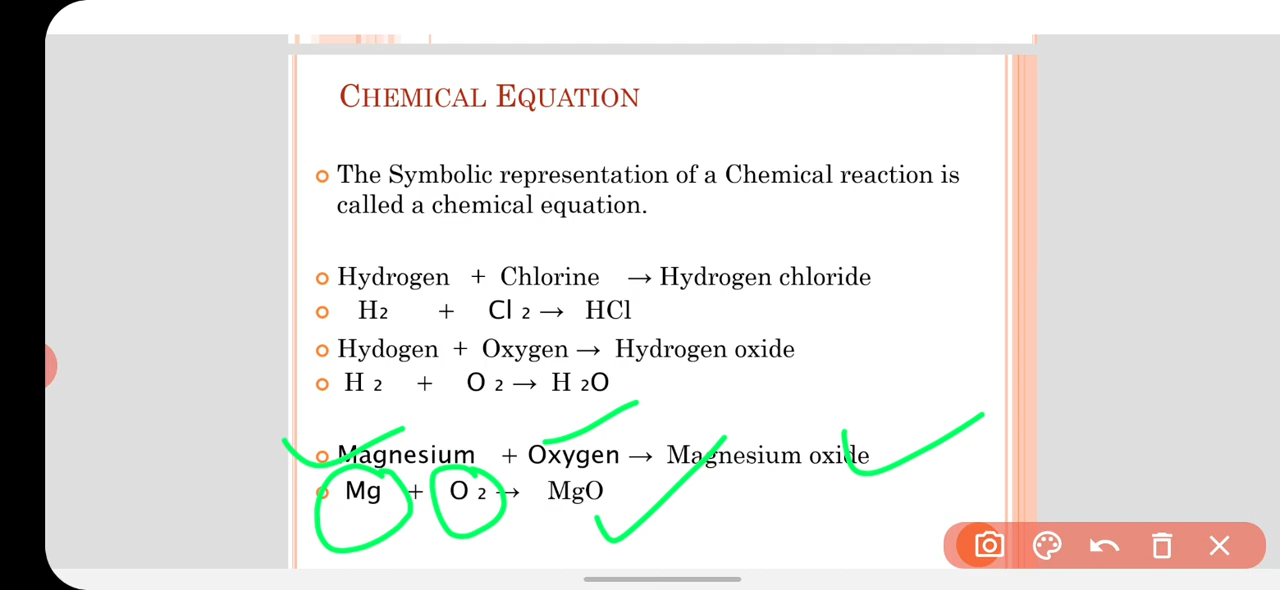 CHEMICAL EQUATION
The Symbolic representation of a Chemical reaction is
called a chemical equation.
Hydrogen + Chlorine → Hydrogen chloride
H2 + Cl 2 → HCl
Hydogen + Oxygen → Hydrogen oxide
H 2 + O 2 → H 2O
Magnesium + Oxygen → Magnesium oxide
Mg + O 2 → MgO